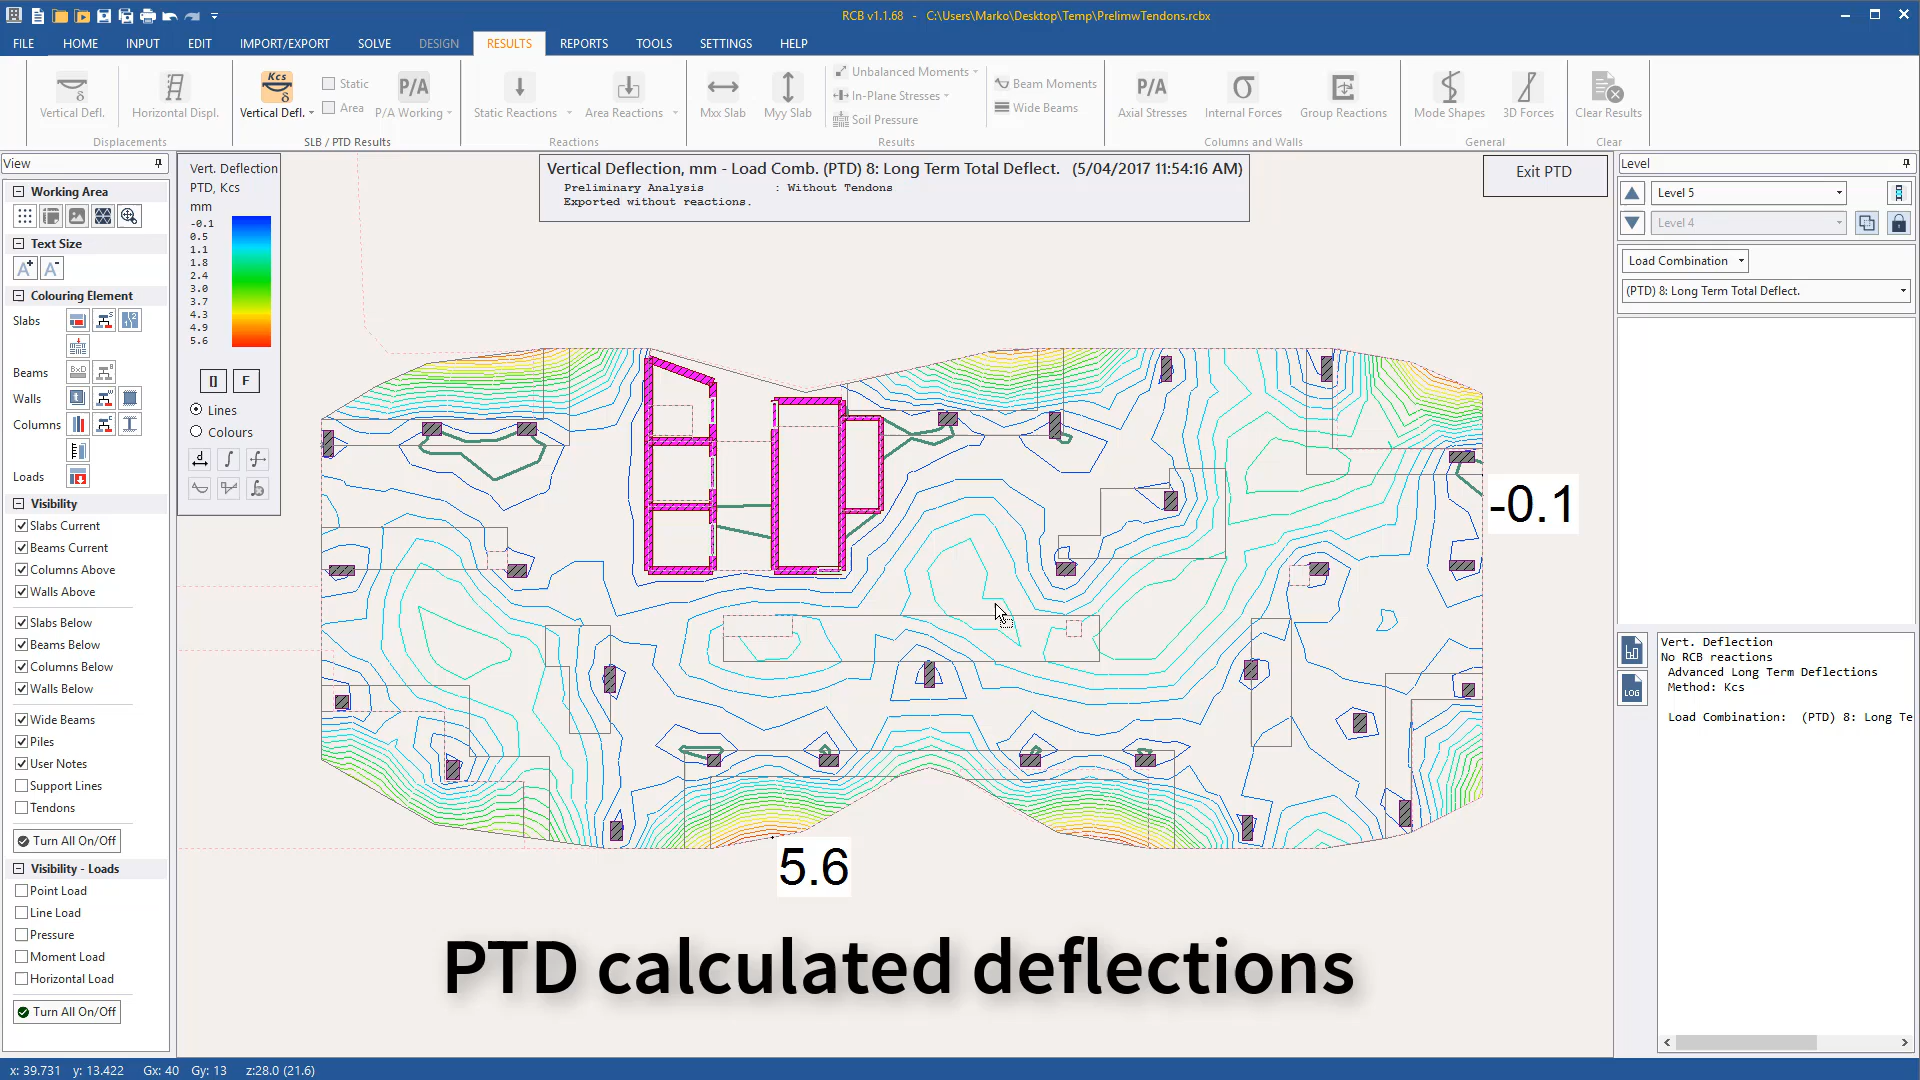 RCB v1.1.68 - C:\Users\Marko\Desktop\Temp\PrelimwTendons.rcbx
FILE HOME INPUT EDIT IMPORT/EXPORT SOLVE DESIGN RESULTS REPORTS TOOLS SETTINGS HELP
Vertical Defl. Horizontal Displ.
Displacements
Kcs
Vertical Defl. Static Area P/A P/A Working
SLB / PTD Results
Static Reactions Area Reactions
Reactions
Mxx Slab Myy Slab
Unbalanced Moments
In-Plane Stresses
Soil Pressure
Beam Moments
Wide Beams
Results
P/A σ
Axial Stresses Internal Forces Group Reactions
Columns and Walls
Mode Shapes 3D Forces
General
Clear Results
Clear
View
Working Area
Text Size
A+ A-
Colouring Element
Slabs
Beams
Walls
Columns
Loads
Visibility
Slabs Current
Beams Current
Columns Above
Walls Above
Slabs Below
Beams Below
Columns Below
Walls Below
Wide Beams
Piles
User Notes
Support Lines
Tendons
Turn All On/Off
Visibility - Loads
Point Load
Line Load
Pressure
Moment Load
Horizontal Load
Turn All On/Off
Vert. Deflection
PTD, Kcs
mm
-0.1
0.5
1.1
1.8
2.4
3.0
3.7
4.3
4.9
5.6
[] F
Lines
Colours
Vertical Deflection, mm - Load Comb. (PTD) 8: Long Term Total Deflect. (5/04/2017 11:54:16 AM)
Preliminary Analysis : Without Tendons
Exported without reactions.
Exit PTD
-0.1
5.6
PTD calculated deflections
Level
Level 5
Level 4
Load Combination
(PTD) 8: Long Term Total Deflect.
LOG
Vert. Deflection
No RCB reactions
Advanced Long Term Deflections
Method: Kcs
Load Combination: (PTD) 8: Long Te
x: 39.731 y: 13.422 Gx: 40 Gy: 13 z:28.0 (21.6)